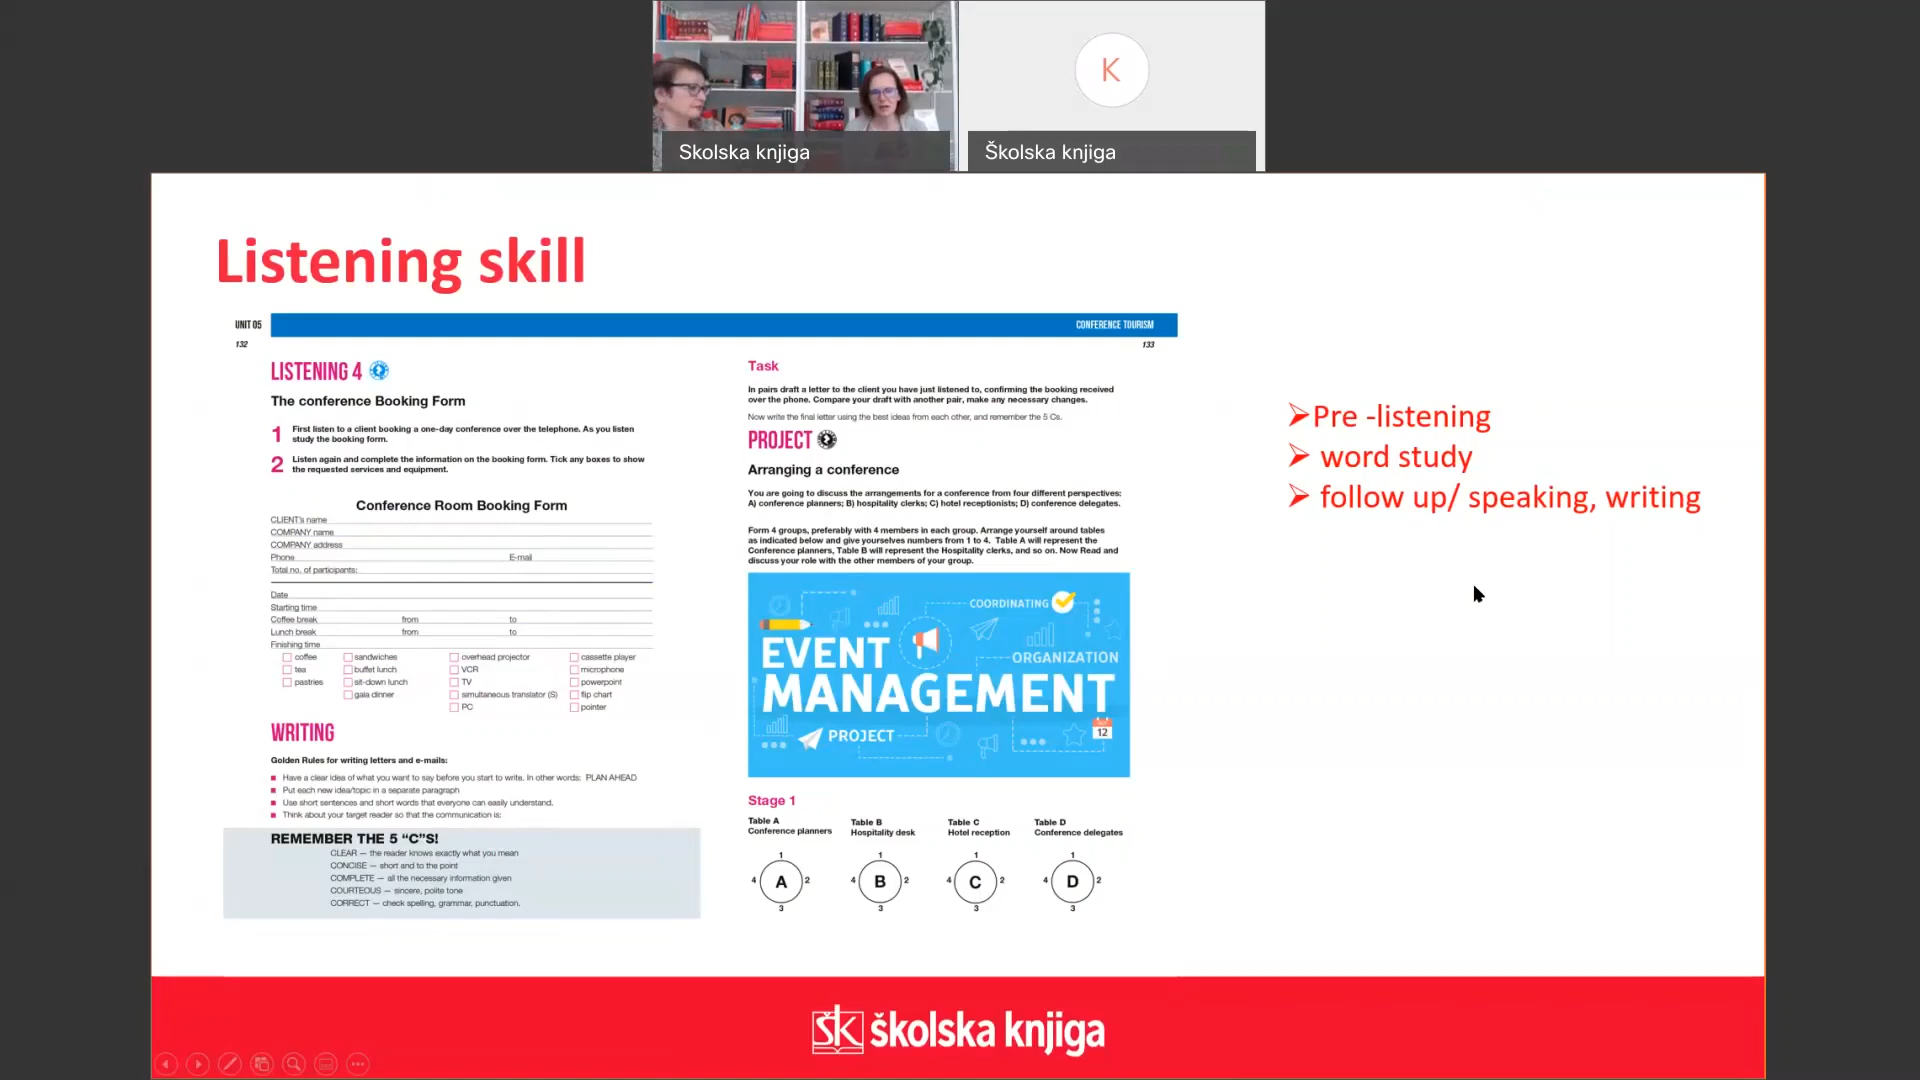 K
Skolska knjiga
Školska knjiga
Listening skill
UNIT 05
CONFERENCE TOURISM
132
133
LISTENING 4
The conference Booking Form
1 First listen to a client booking a one-day conference over the telephone. As you listen
study the booking form.
2 Listen again and complete the information on the booking form. Tick any boxes to show
the requested services and equipment.
Conference Room Booking Form
CLIENT's name
COMPANY name
COMPANY address
Phone E-mail
Total no. of participants:
Date
Starting time
Coffee break from to
Lunch break from to
Finishing time
coffee sandwiches overhead projector cassette player
tea buffet lunch VCR microphone
pastries sit-down lunch TV powerpoint
gala dinner simultaneous translator (S) flip chart
PC pointer
WRITING
Golden Rules for writing letters and e-mails:
Have a clear idea of what you want to say before you start to write. In other words: PLAN AHEAD
Put each new idea/topic in a separate paragraph
Use short sentences and short words that everyone can easily understand.
Think about your target reader so that the communication is:
REMEMBER THE 5 “C”S!
CLEAR — the reader knows exactly what you mean
CONCISE — short and to the point
COMPLETE — all the necessary information given
COURTEOUS — sincere, polite tone
CORRECT — check spelling, grammar, punctuation.
Task
In pairs draft a letter to the client you have just listened to, confirming the booking received
over the phone. Compare your draft with another pair, make any necessary changes.
Now write the final letter using the best ideas from each other, and remember the 5 Cs.
PROJECT
Arranging a conference
You are going to discuss the arrangements for a conference from four different perspectives:
A) conference planners; B) hospitality clerks; C) hotel receptionists; D) conference delegates.
Form 4 groups, preferably with 4 members in each group. Arrange yourself around tables
as indicated below and give yourselves numbers from 1 to 4. Table A will represent the
Conference planners, Table B will represent the Hospitality clerks, and so on. Now Read and
discuss your role with the other members of your group.
COORDINATING
EVENT
ORGANIZATION
MANAGEMENT
PROJECT
12
Stage 1
Table A Table B Table C Table D
Conference planners Hospitality desk Hotel reception Conference delegates
1 1 1 1
4 A 2 4 B 2 4 C 2 4 D 2
3 3 3 3
Pre -listening
word study
follow up/ speaking, writing
ŠK školska knjiga